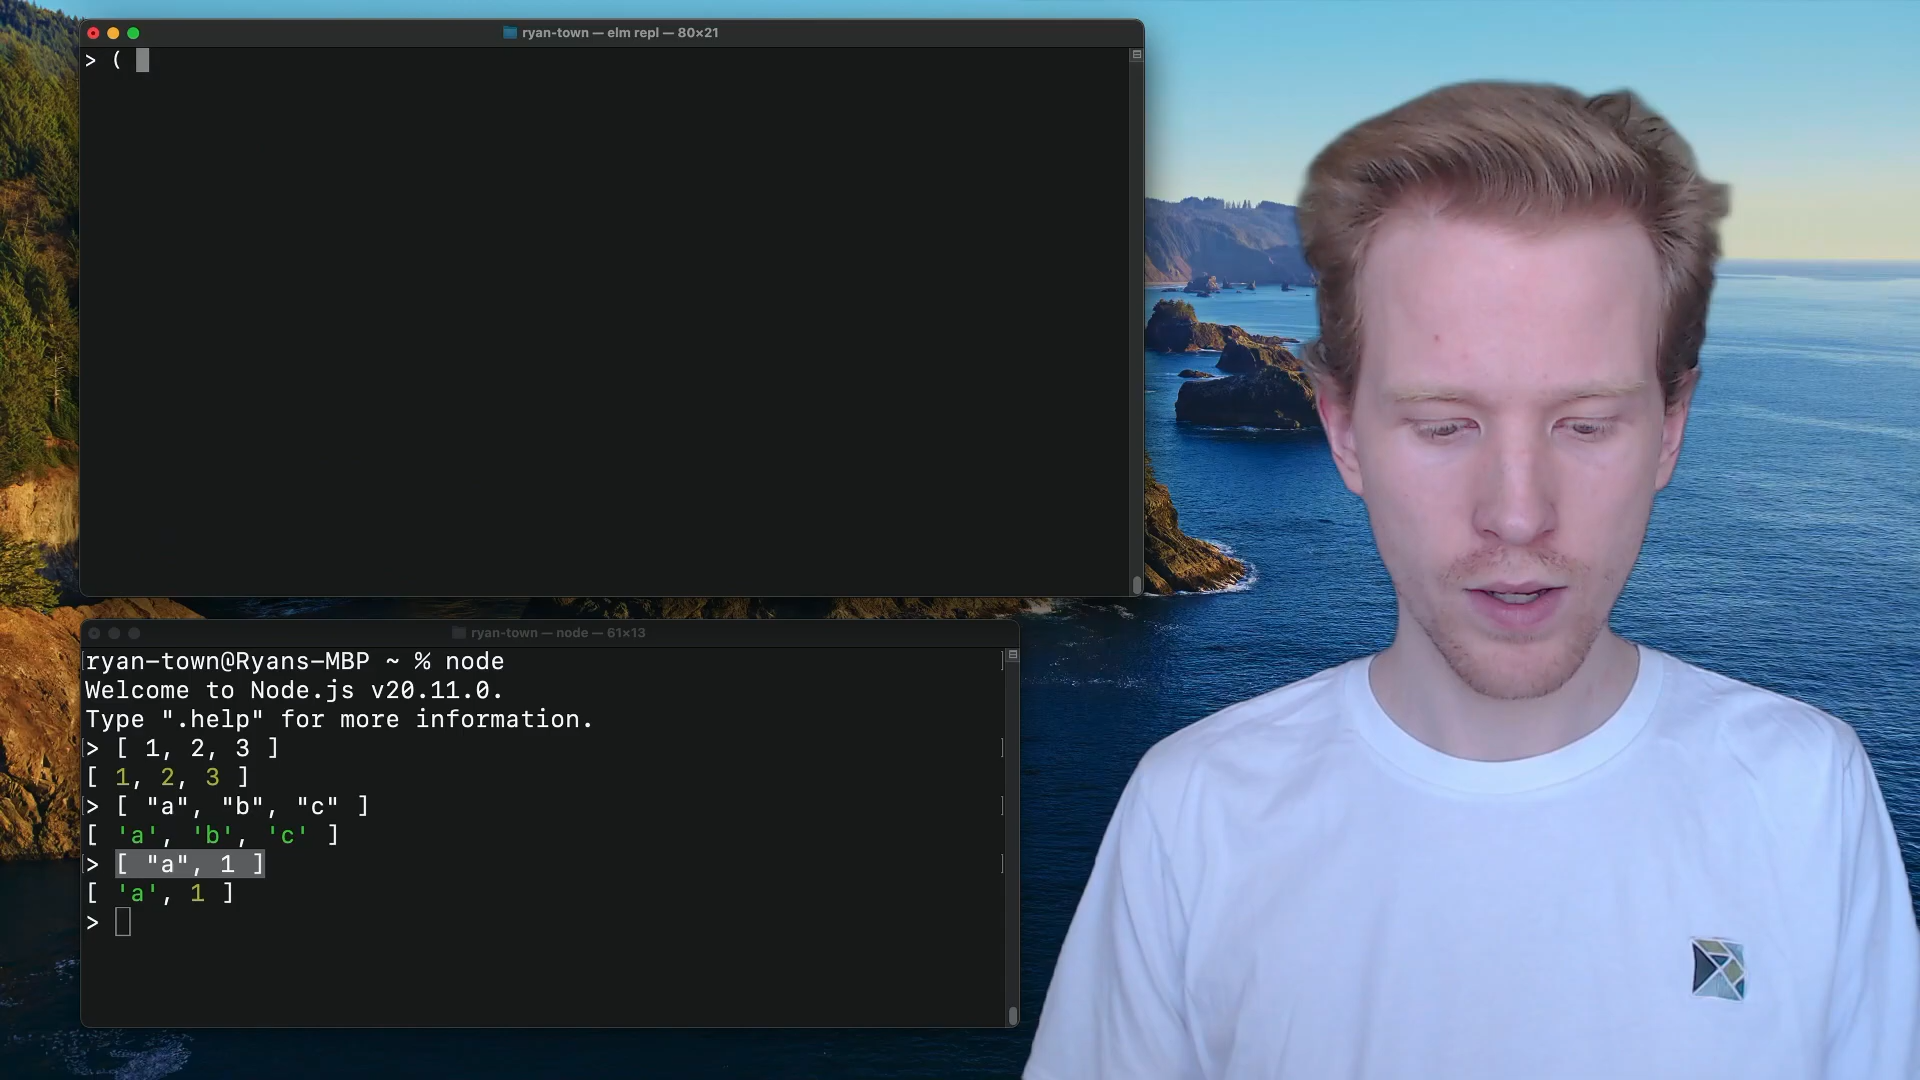 ryan-town — elm repl — 80×21
> (
ryan-town — node — 61×13
ryan-town@Ryans-MBP ~ % node
Welcome to Node.js v20.11.0.
Type ".help" for more information.
> [ 1, 2, 3 ]
[ 1, 2, 3 ]
> [ "a", "b", "c" ]
[ 'a', 'b', 'c' ]
> [ "a", 1 ]
[ 'a', 1 ]
>